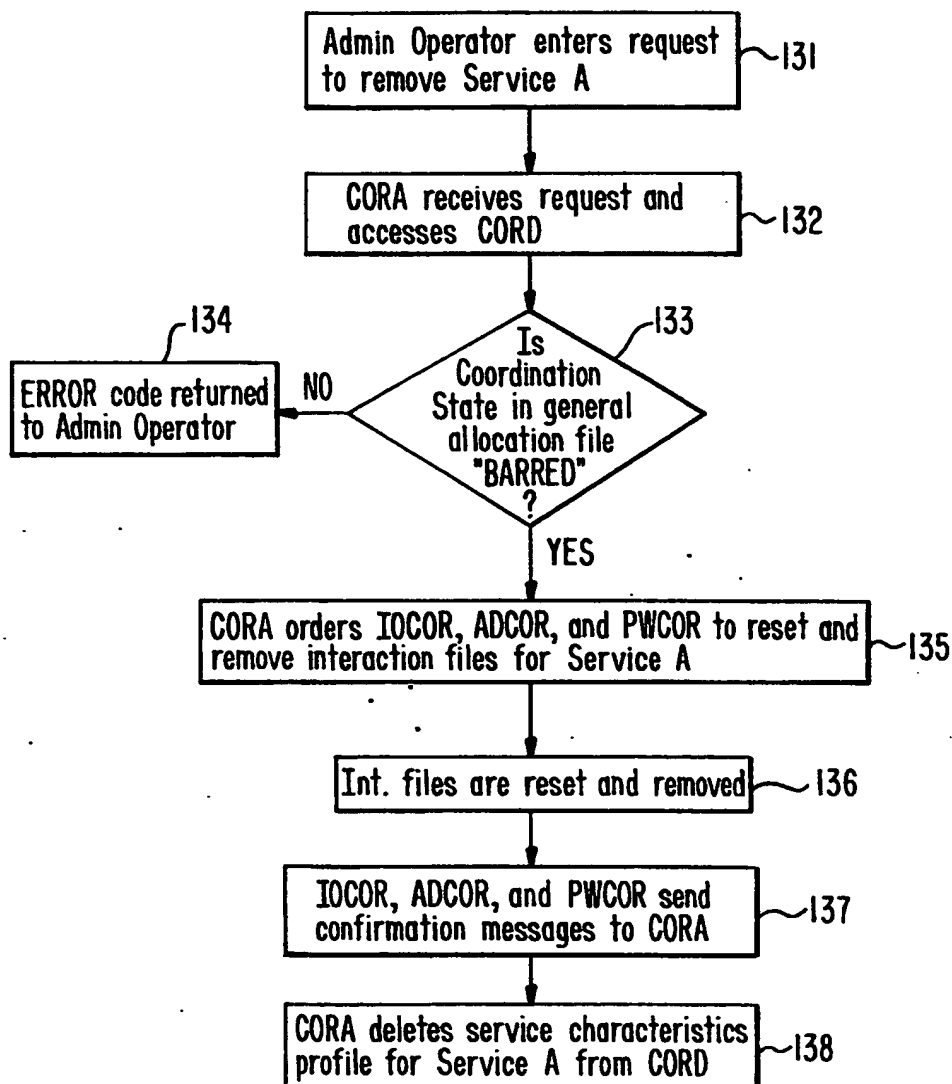 Admin Operator enters request
to remove Service A
131
CORA receives request and
accesses CORD
132
133
Is
Coordination
State in general
allocation file
"BARRED"
?
134
NO
ERROR code returned
to Admin Operator
YES
CORA orders IOCOR, ADCOR, and PWCOR to reset and
remove interaction files for Service A
135
Int. files are reset and removed
136
IOCOR, ADCOR, and PWCOR send
confirmation messages to CORA
137
CORA deletes service characteristics
profile for Service A from CORD
138